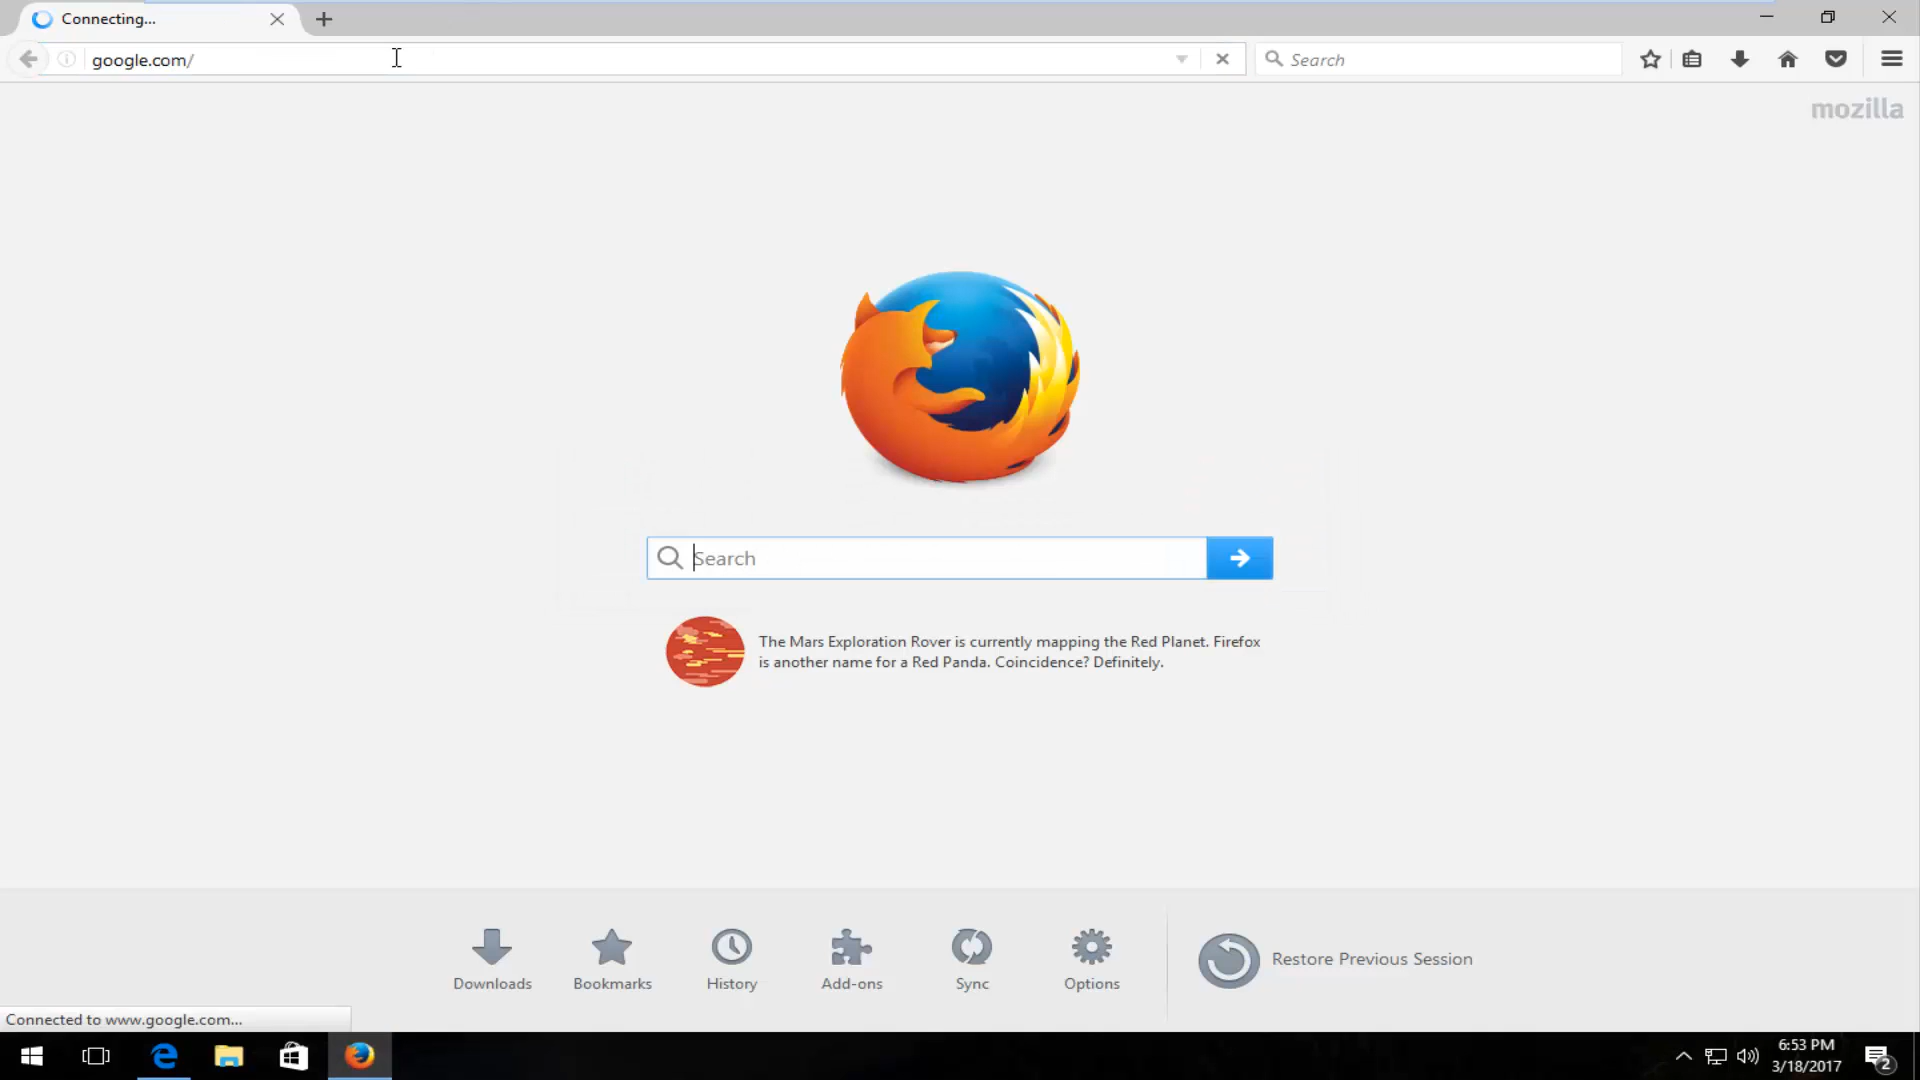 Connecting...
google.com/
Search
mozilla
Search
The Mars Exploration Rover is currently mapping the Red Planet. Firefox
is another name for a Red Panda. Coincidence? Definitely.
Downloads
Bookmarks
History
Add-ons
Sync
Options
Restore Previous Session
Connected to www.google.com...
6:53 PM
3/18/2017
2